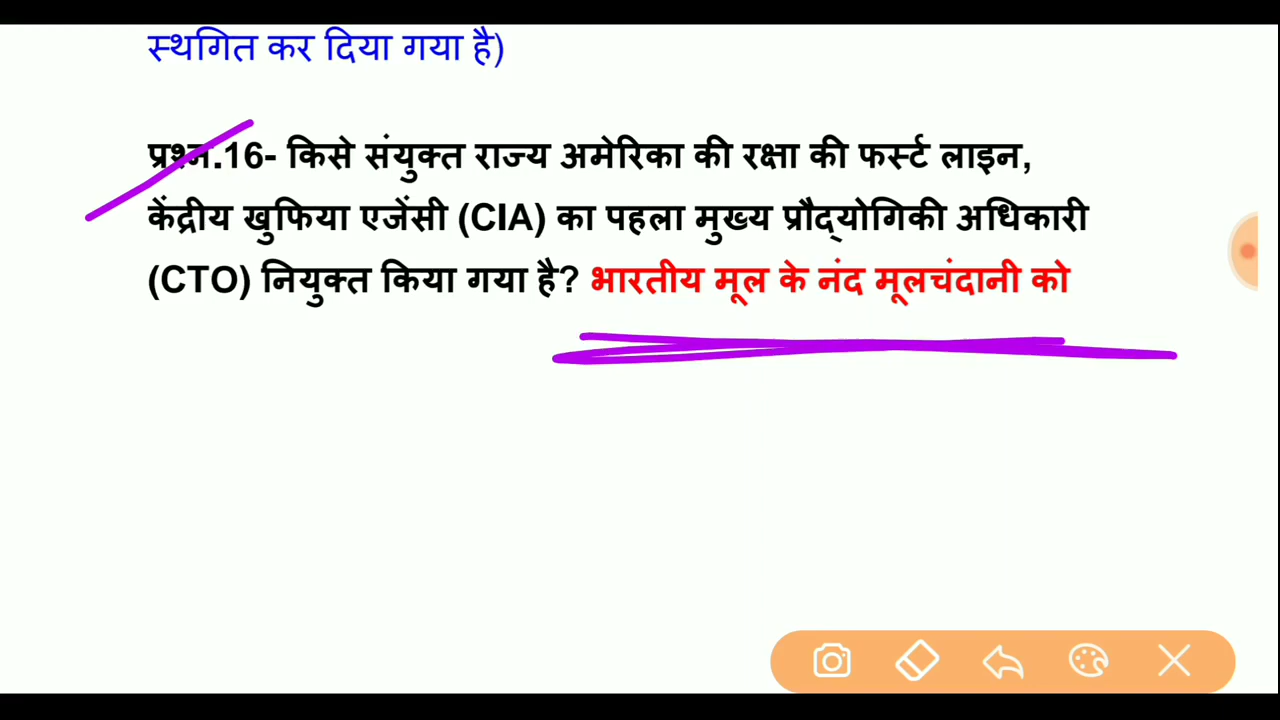 स्थगित कर दिया गया है)
प्रश्न.16- किसे संयुक्त राज्य अमेरिका की रक्षा की फर्स्ट लाइन,
केंद्रीय खुफिया एजेंसी (CIA) का पहला मुख्य प्रौद्योगिकी अधिकारी
(CTO) नियुक्त किया गया है? भारतीय मूल के नंद मूलचंदानी को